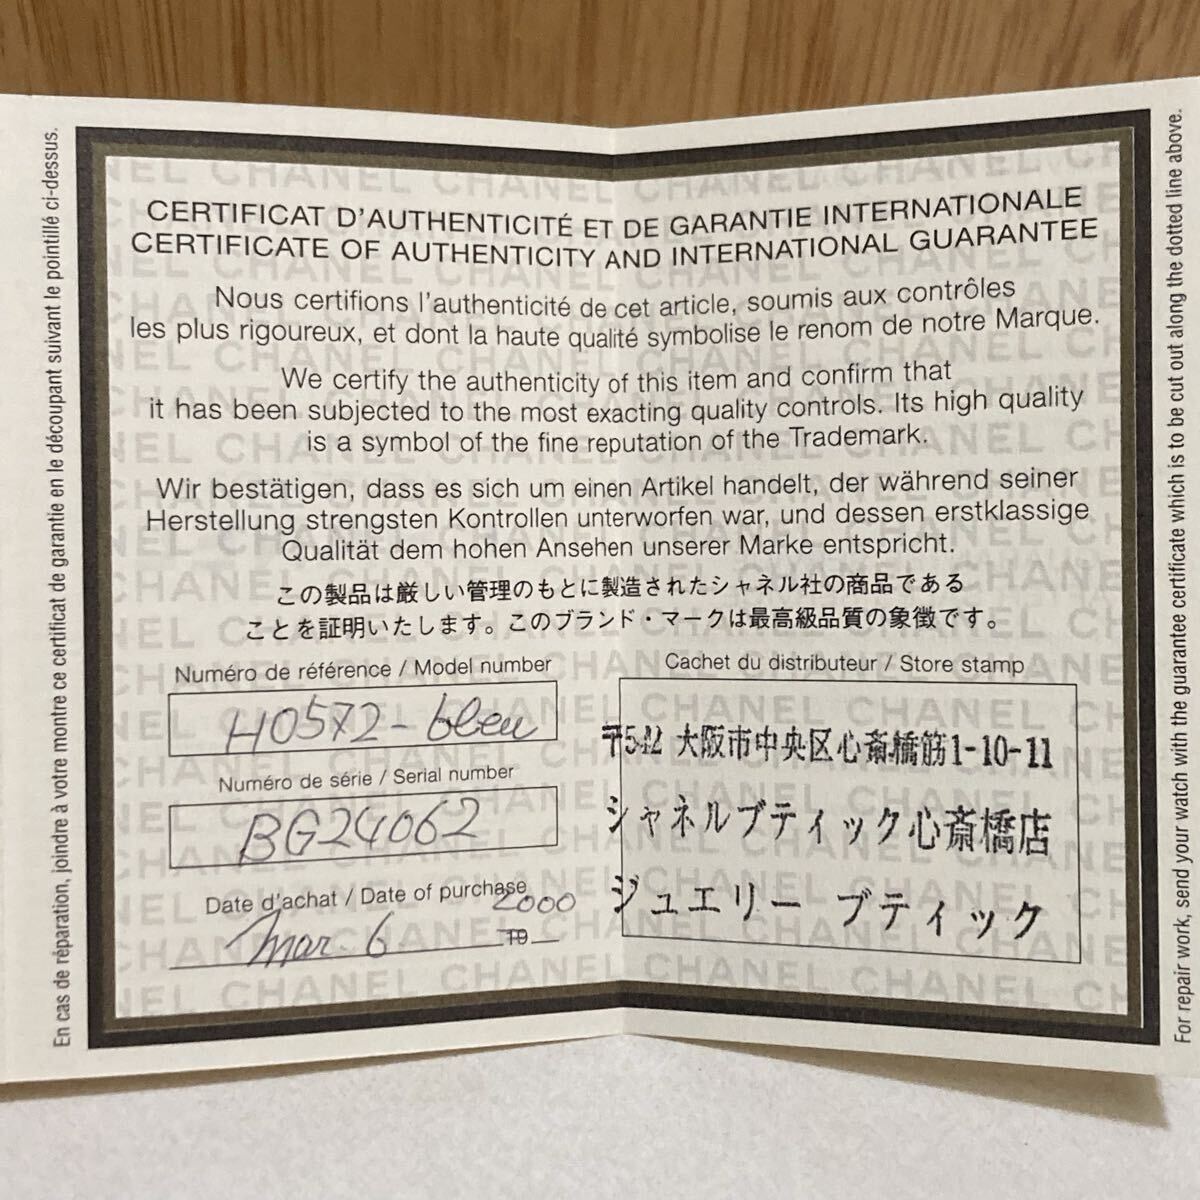 En cas de réparation, joindre à votre montre ce certificat de garantie en le découpant suivant le pointillé ci-dessus.
CERTIFICAT D'AUTHENTICITÉ ET DE GARANTIE INTERNATIONALE
CERTIFICATE OF AUTHENTICITY AND INTERNATIONAL GUARANTEE
Nous certifions l'authenticité de cet article, soumis aux contrôles
les plus rigoureux, et dont la haute qualité symbolise le renom de notre Marque.
We certify the authenticity of this item and confirm that
it has been subjected to the most exacting quality controls. Its high quality
is a symbol of the fine reputation of the Trademark.
Wir bestätigen, dass es sich um einen Artikel handelt, der während seiner
Herstellung strengsten Kontrollen unterworfen war, und dessen erstklassige
Qualität dem hohen Ansehen unserer Marke entspricht.
この製品は厳しい管理のもとに製造されたシャネル社の商品である
ことを証明いたします。このブランド・マークは最高級品質の象徴です。
Numéro de référence / Model number
H0572-bleu
Numéro de série / Serial number
BG24062
Date d'achat / Date of purchase
2000
Mar. 6 19
Cachet du distributeur / Store stamp
〒542 大阪市中央区心斎橋筋1-10-11
シャネルブティック心斎橋店
ジュエリー ブティック
For repair work, send your watch with the guarantee certificate which is to be cut out along the dotted line above.